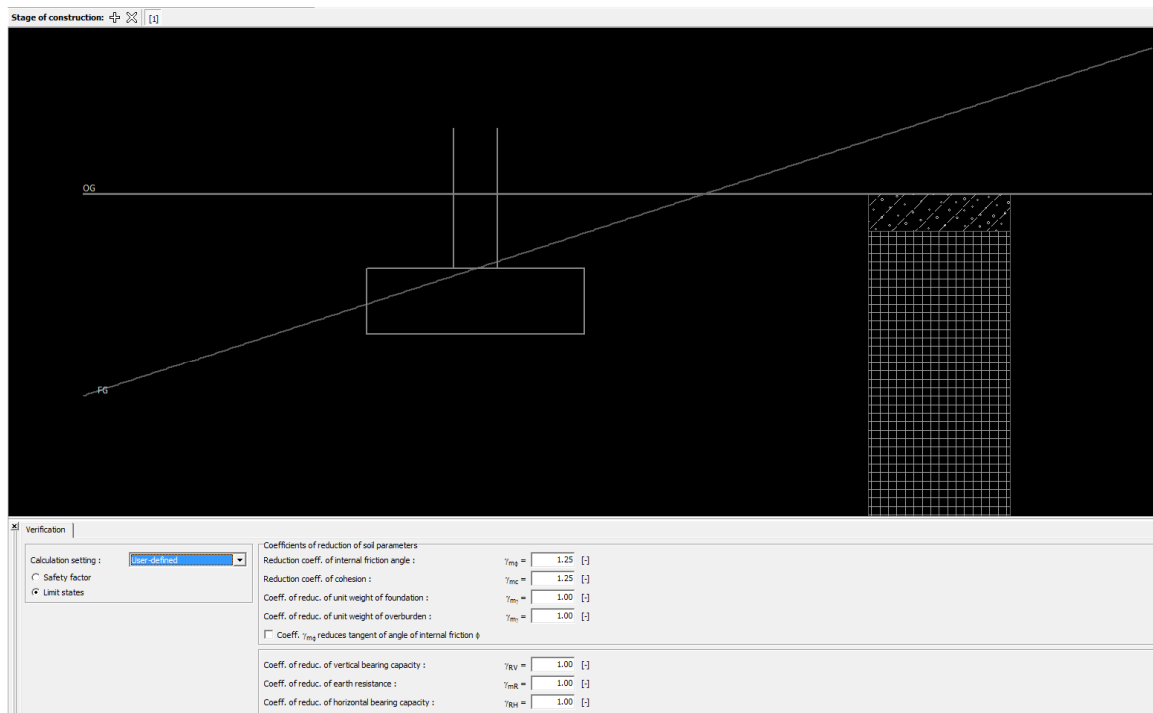 Stage of construction: [1]
OG
FG
Verification
Calculation setting : User-defined
Safety factor
Limit states
Coefficients of reduction of soil parameters
Reduction coeff. of internal friction angle : γmϕ = 1.25 [-]
Reduction coeff. of cohesion : γmc = 1.25 [-]
Coeff. of reduc. of unit weight of foundation : γmγ = 1.00 [-]
Coeff. of reduc. of unit weight of overburden : γmγ = 1.00 [-]
Coeff. γmϕ reduces tangent of angle of internal friction ϕ
Coeff. of reduc. of vertical bearing capacity : γRV = 1.00 [-]
Coeff. of reduc. of earth resistance : γmR = 1.00 [-]
Coeff. of reduc. of horizontal bearing capacity : γRH = 1.00 [-]